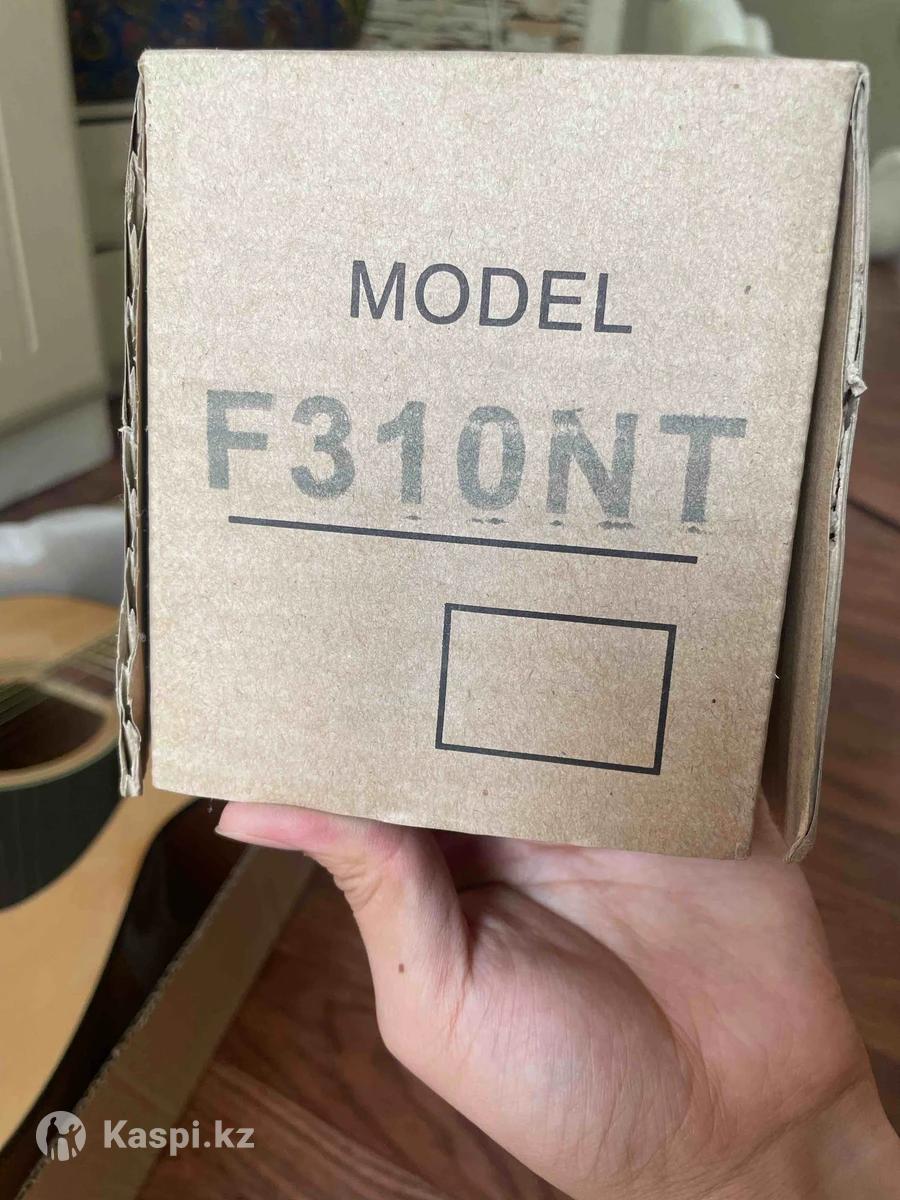 MODEL
F310NT
Kaspi.kz